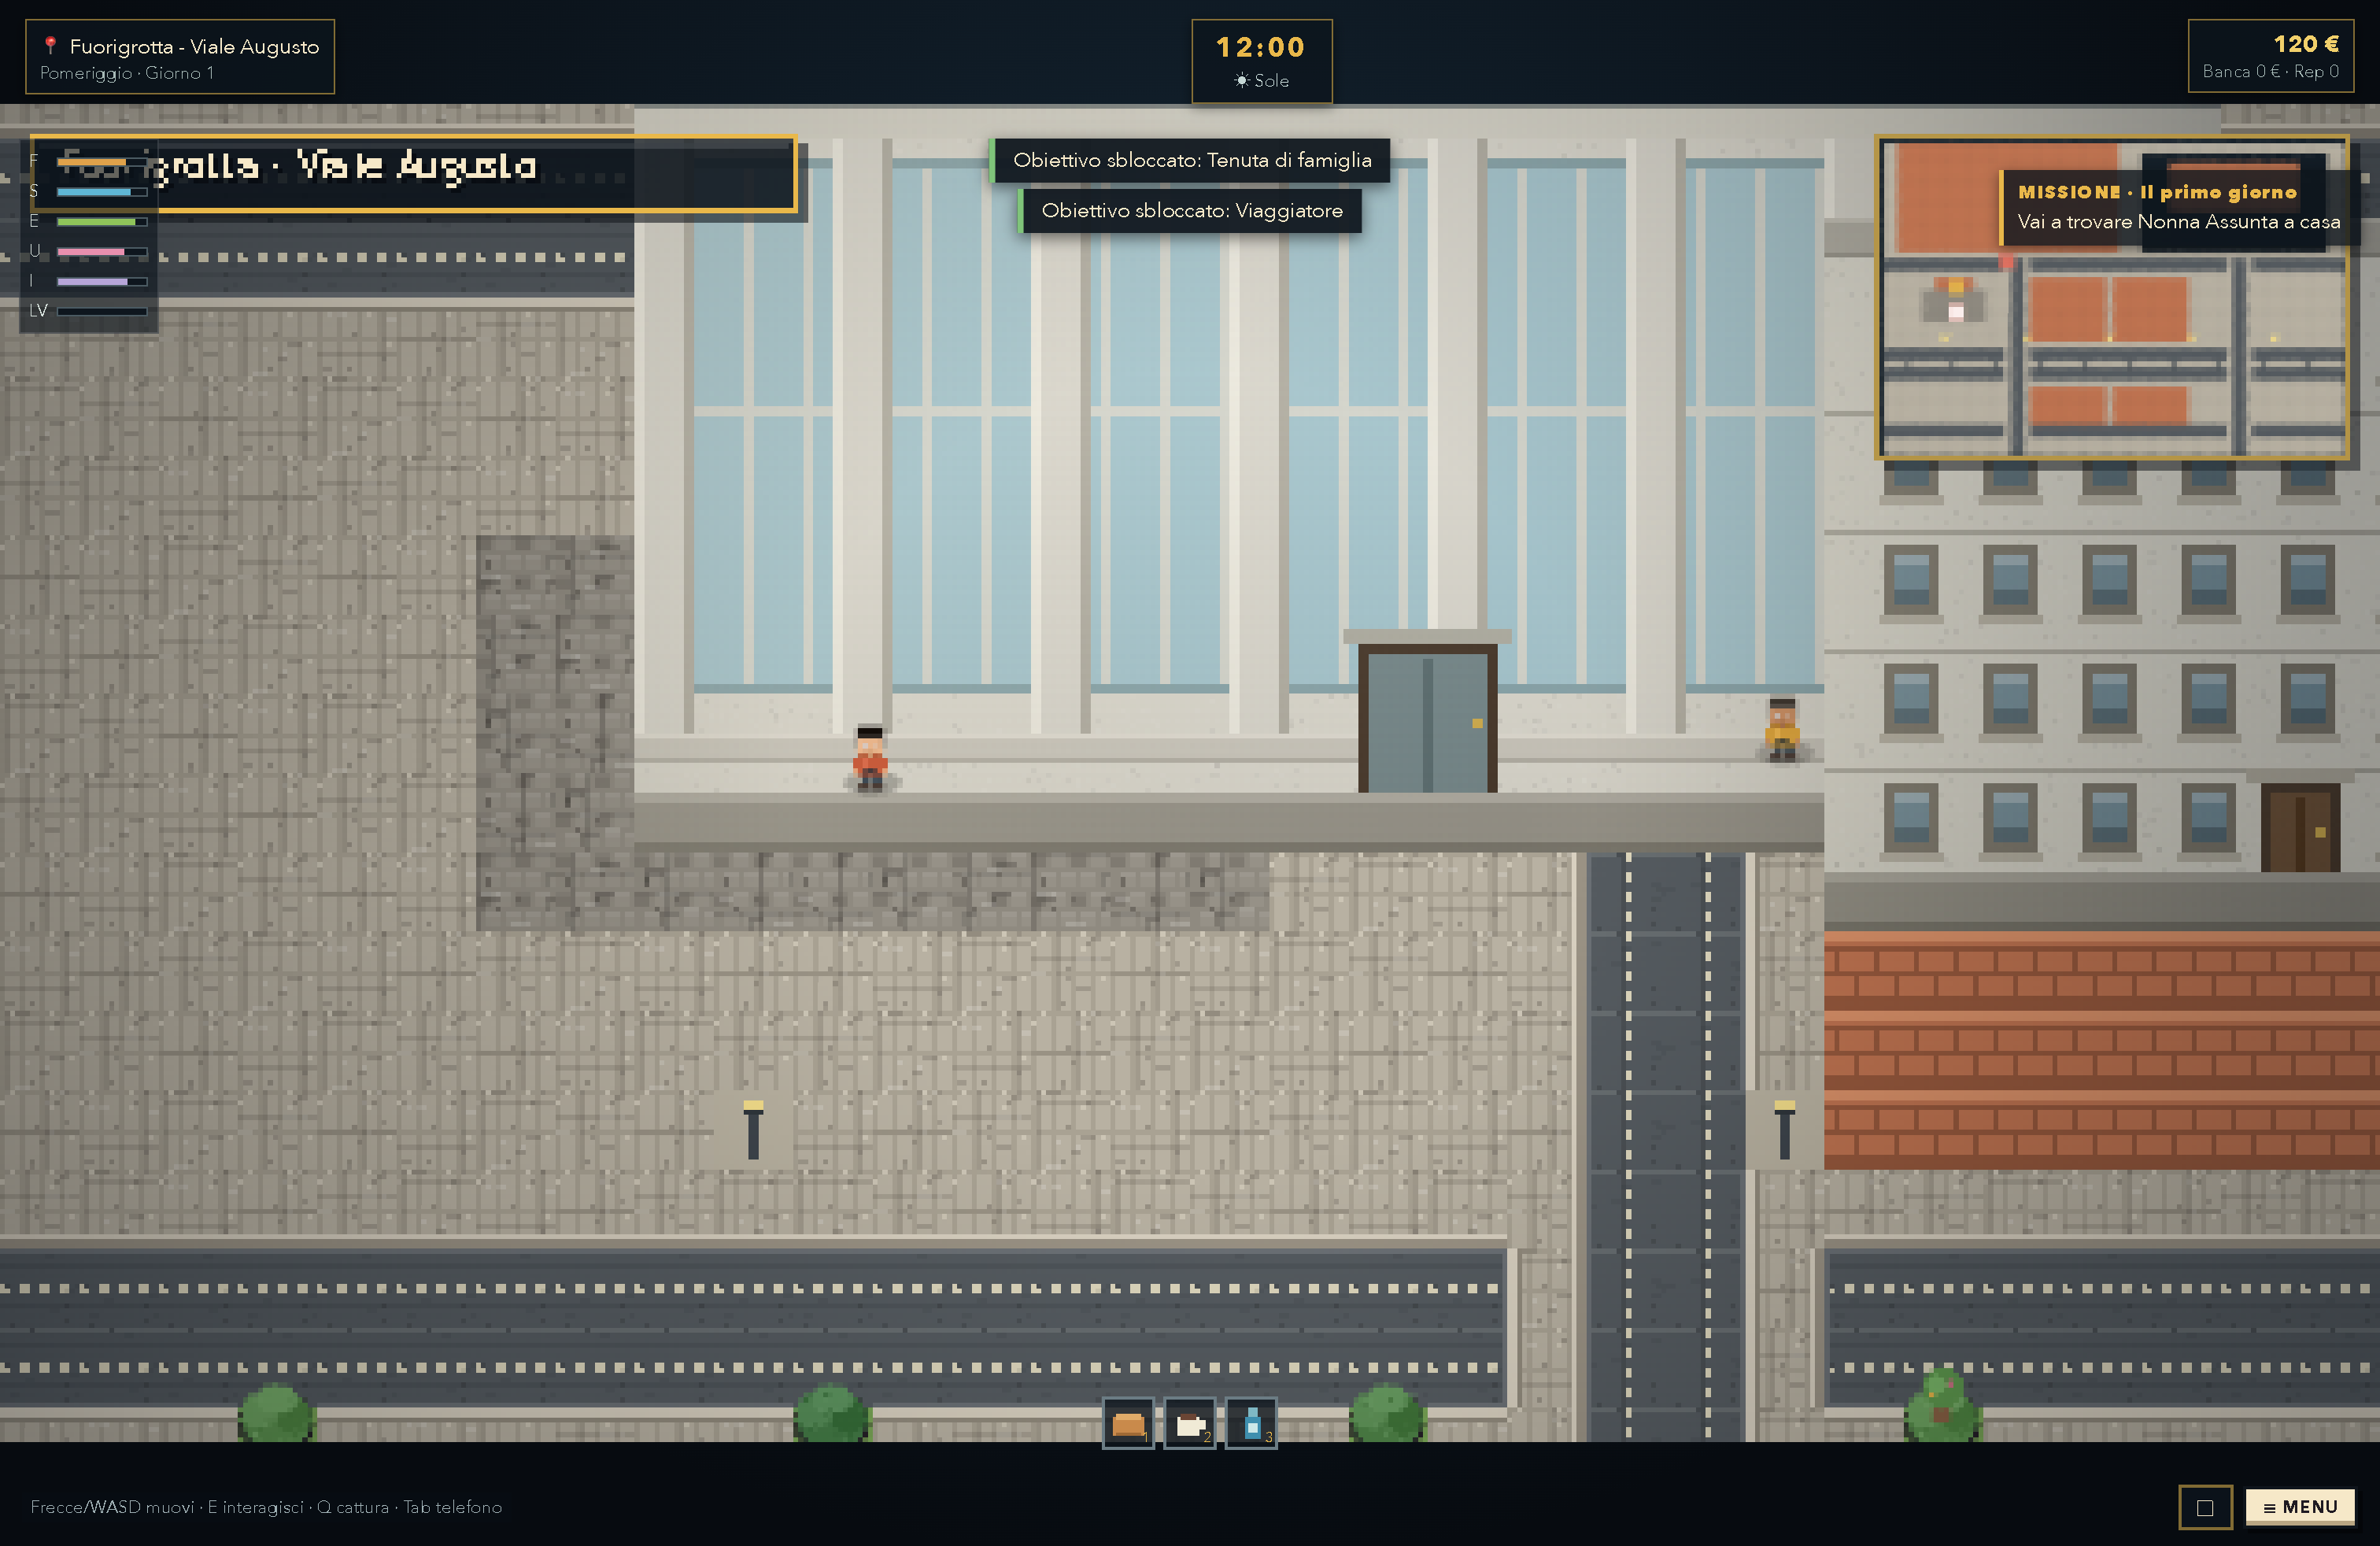 📍 Fuorigrotta - Viale Augusto
Pomeriggio · Giorno 1
12:00
☀ Sole
120 €
Banca 0 € · Rep 0
Viale Augusto
F
S
E
U
I
LV
Obiettivo sbloccato: Tenuta di famiglia
Obiettivo sbloccato: Viaggiatore
MISSIONE · Il primo giorno
Vai a trovare Nonna Assunta a casa
1
2
3
Frecce/WASD muovi · E interagisci · Q cattura · Tab telefono
≡ MENU